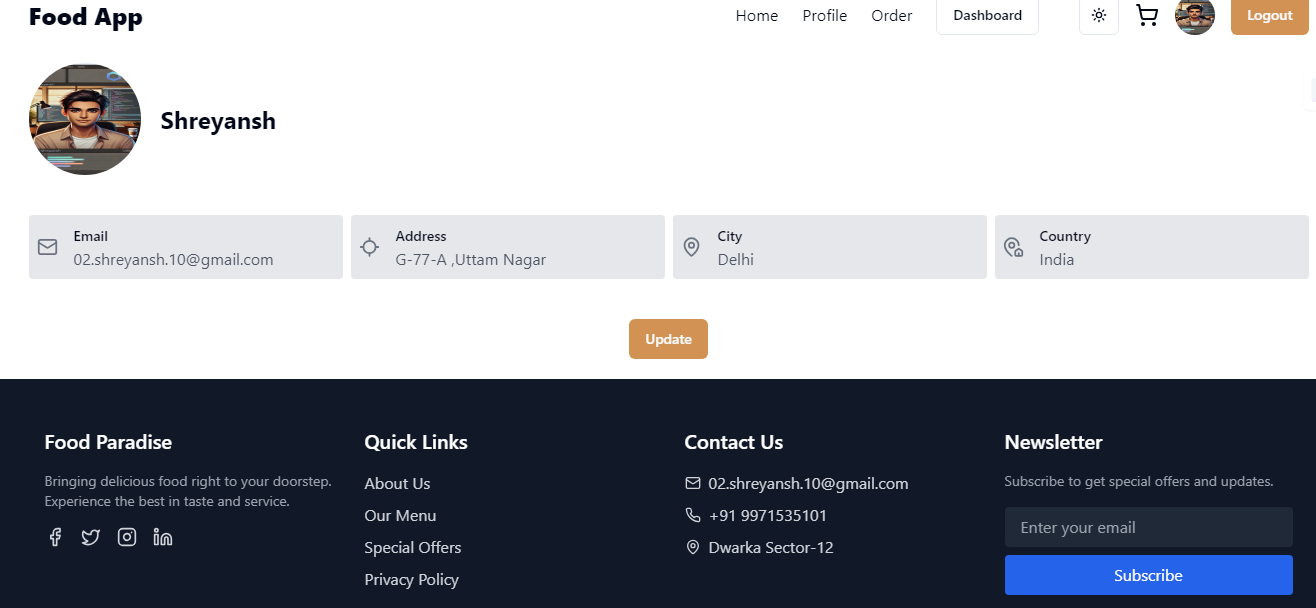 Food App
Home Profile Order Dashboard Logout
Shreyansh
Email
02.shreyansh.10@gmail.com
Address
G-77-A ,Uttam Nagar
City
Delhi
Country
India
Update
Food Paradise
Bringing delicious food right to your doorstep.
Experience the best in taste and service.
Quick Links
About Us
Our Menu
Special Offers
Privacy Policy
Contact Us
02.shreyansh.10@gmail.com
+91 9971535101
Dwarka Sector-12
Newsletter
Subscribe to get special offers and updates.
Enter your email
Subscribe